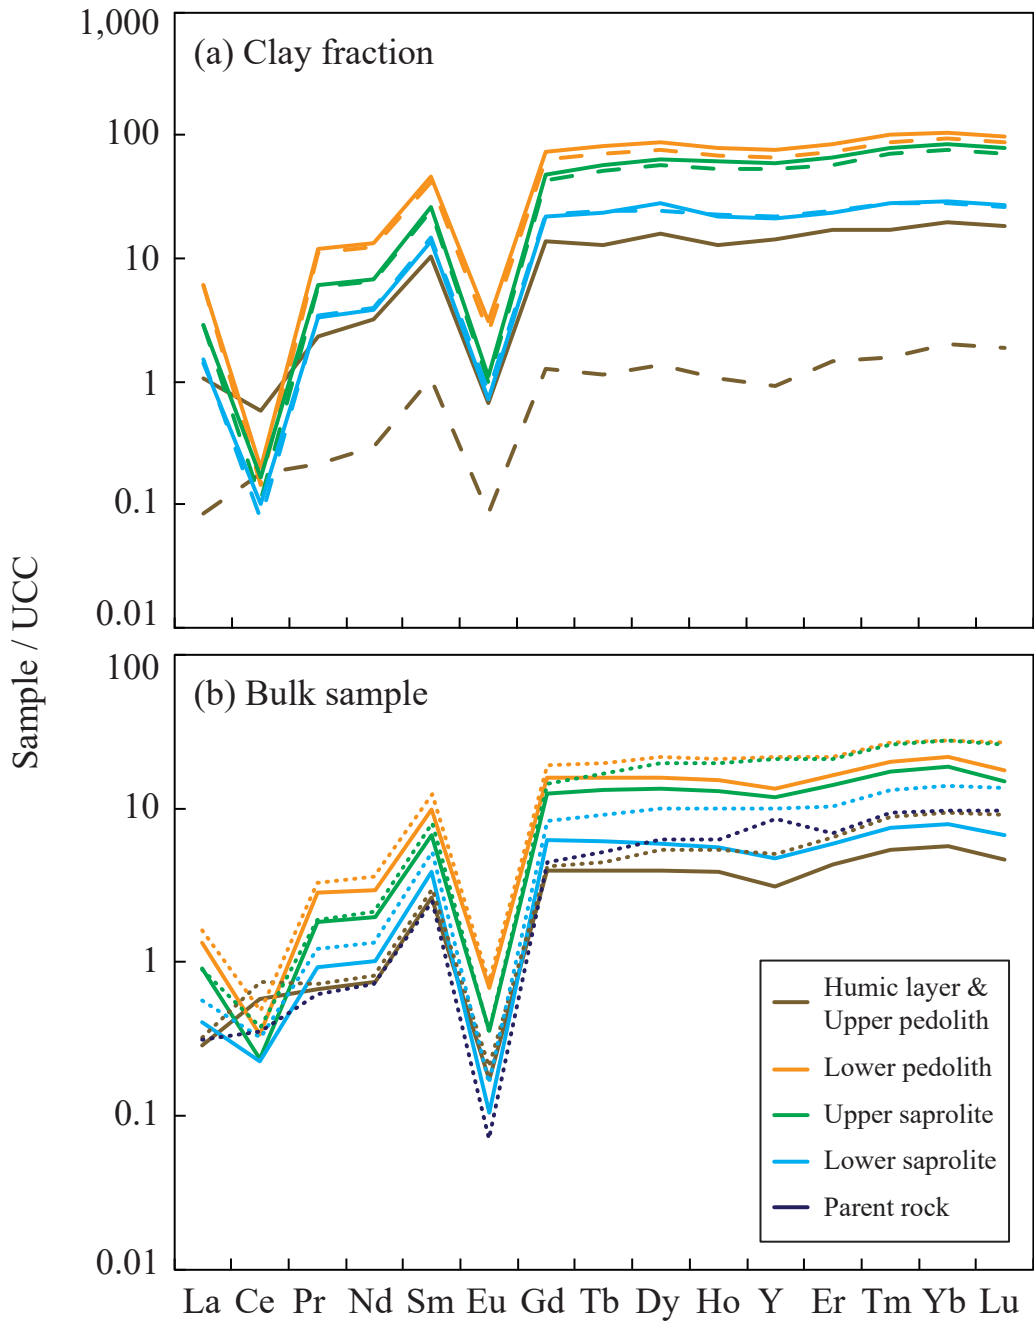 1,000
(a) Clay fraction
100
10
1
0.1
0.01
Sample / UCC
100
(b) Bulk sample
10
1
0.1
0.01
Humic layer &
Upper pedolith
Lower pedolith
Upper saprolite
Lower saprolite
Parent rock
La Ce Pr Nd Sm Eu Gd Tb Dy Ho Y Er Tm Yb Lu